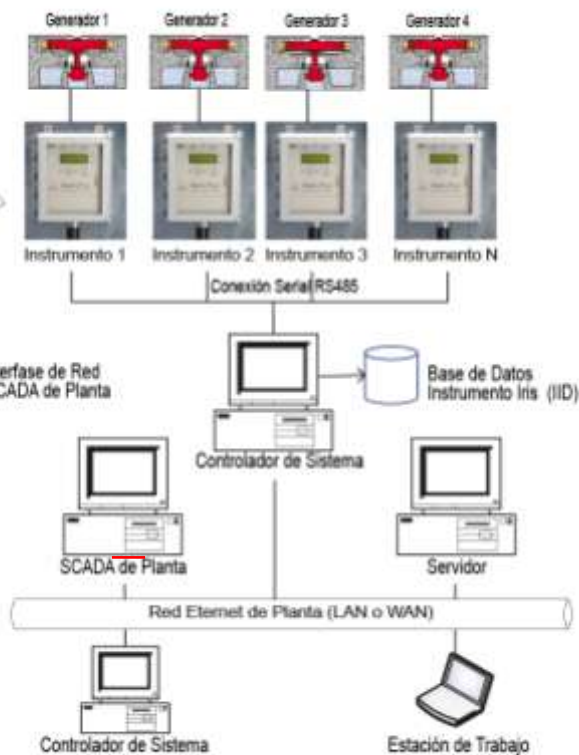 Generador 1 Generador 2 Generador 3 Generador 4
Instrumento 1 Instrumento 2 Instrumento 3 Instrumento N
Conexión Serial RS485
erfase de Red
CADA de Planta
Base de Datos
Instrumento Iris (IID)
Controlador de Sistema
SCADA de Planta
Servidor
Red Eternet de Planta (LAN o WAN)
Controlador de Sistema
Estación de Trabajo